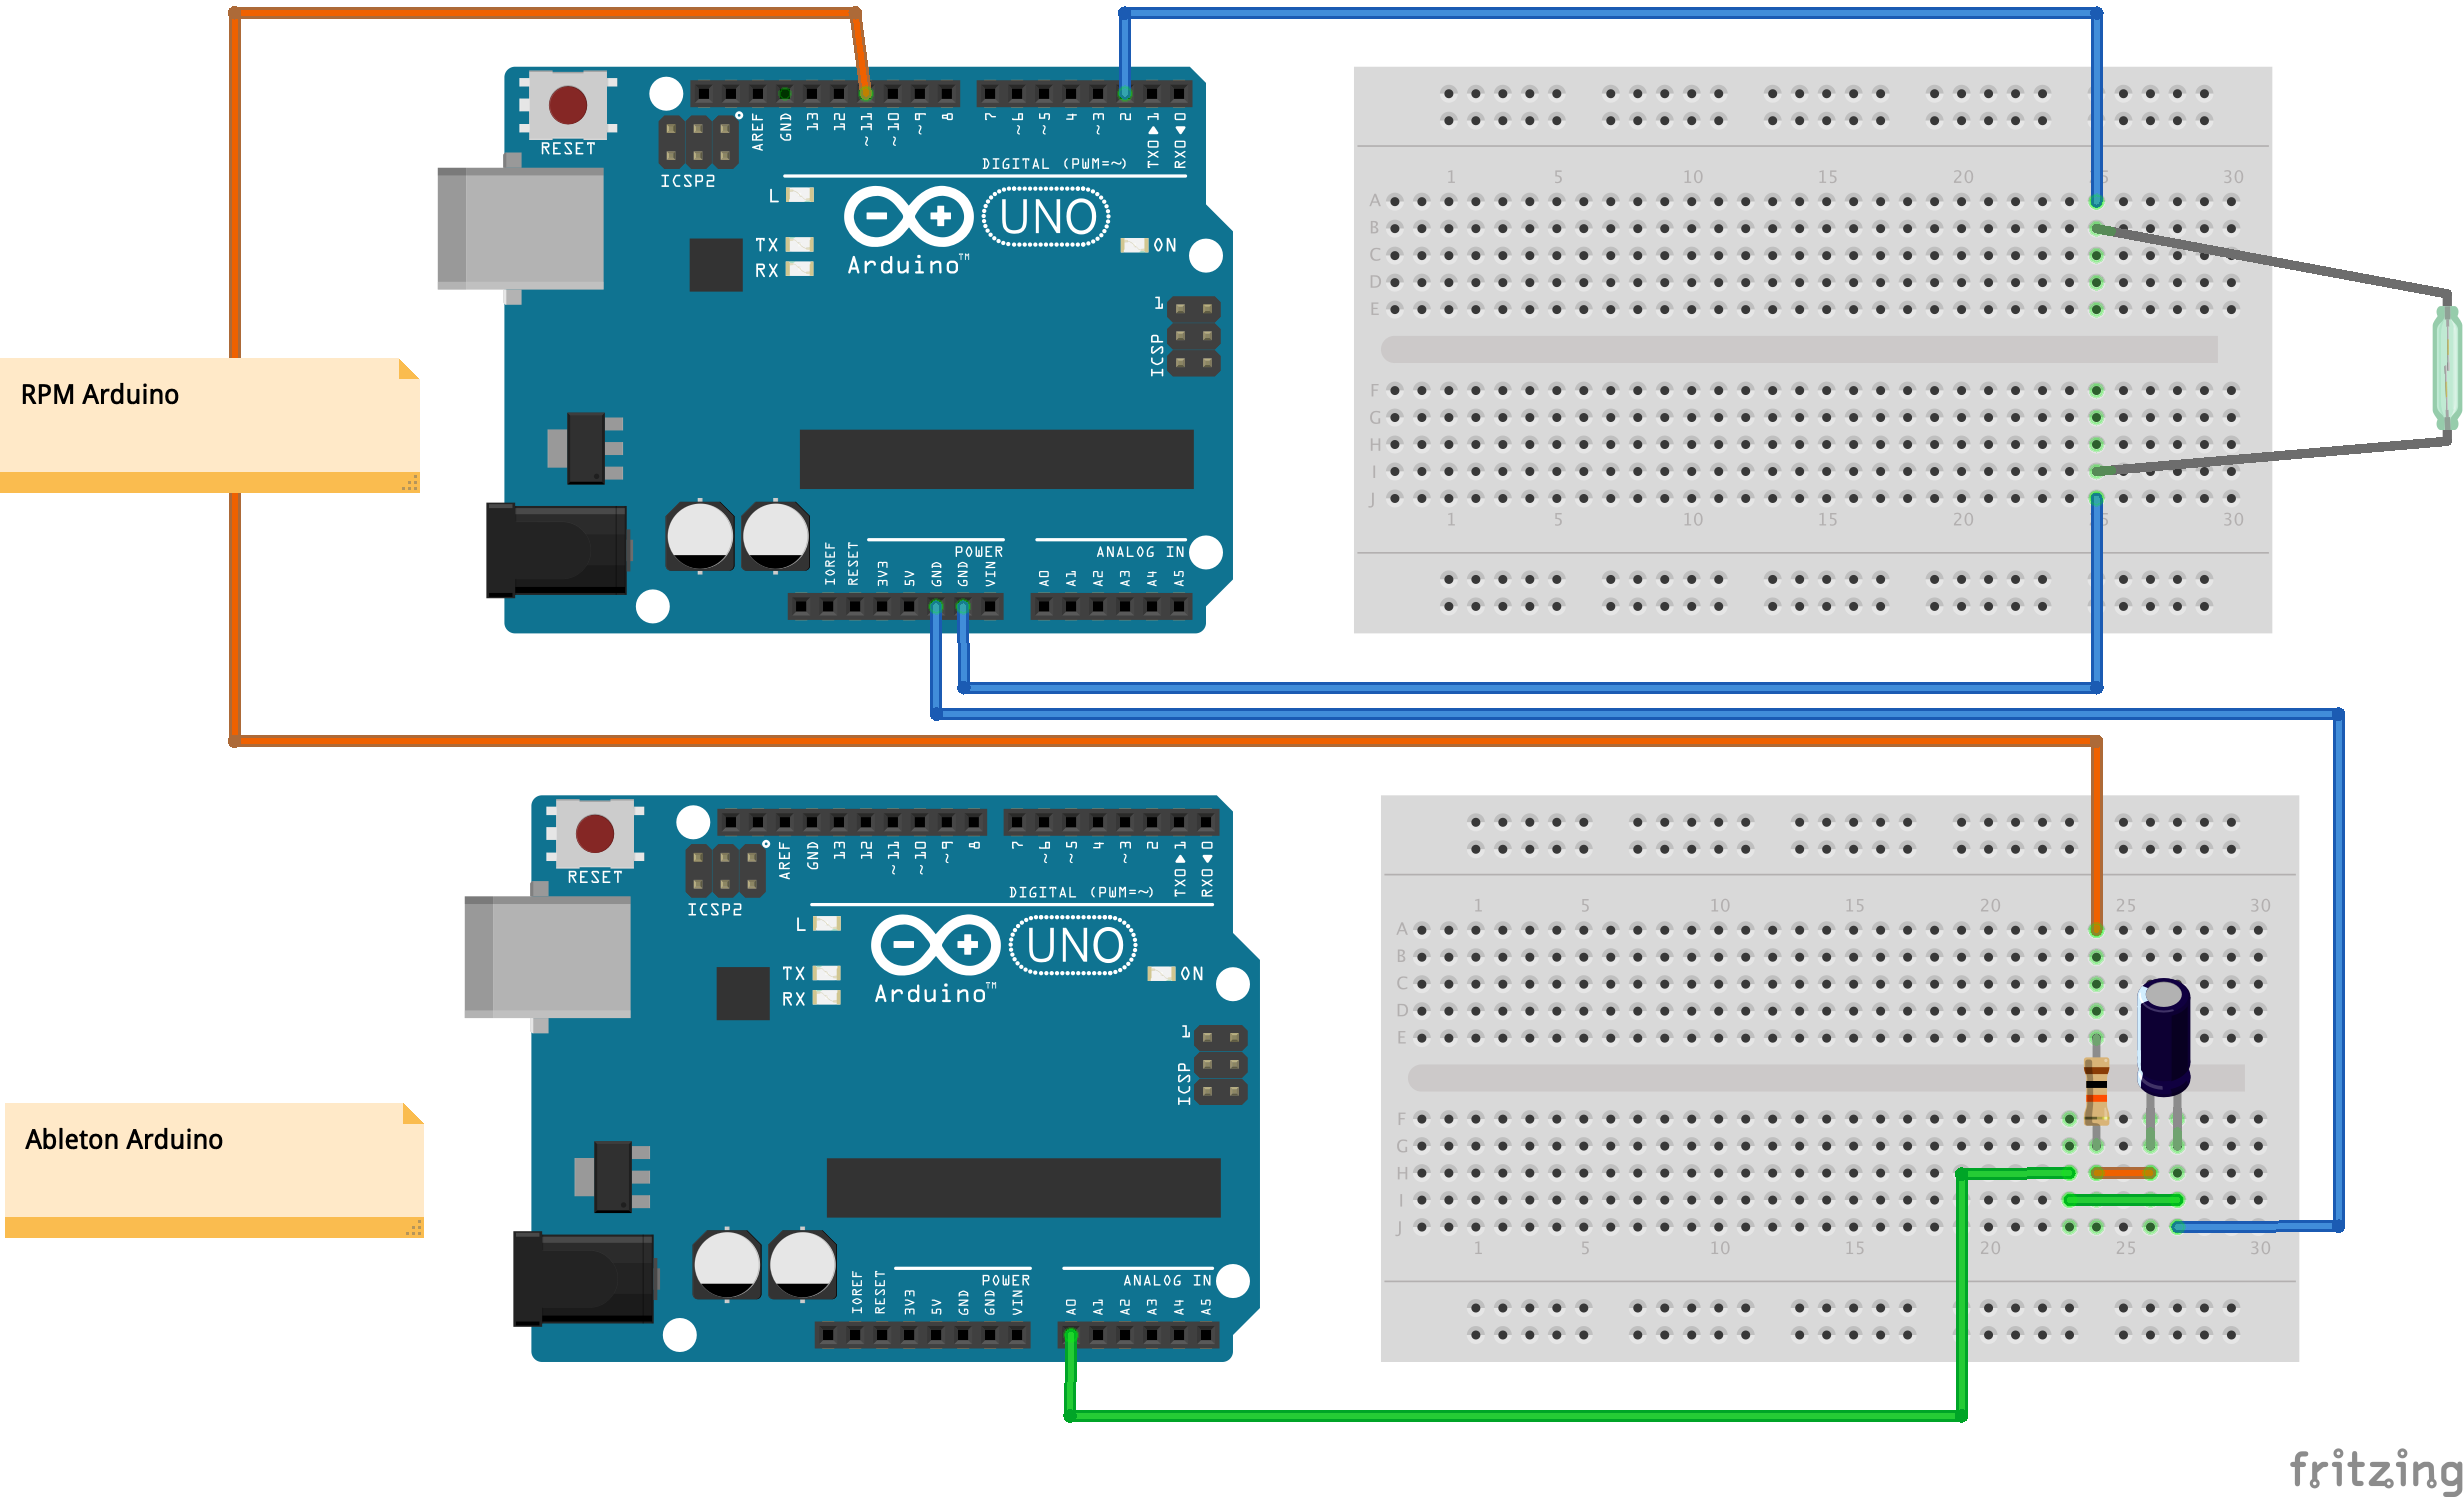 AREF
GND
13
12
~11
~10
~9
8
7
~6
~5
4
~3
2
TX0▶1
RX0◀0
RESET
ICSP2
DIGITAL (PWM=~)
L
TX
RX
UNO
Arduino™
ON
1
ICSP
1 5 10 15 20 25 30
A
B
C
D
E
F
G
H
I
J
1 5 10 15 20 25 30
RPM Arduino
IOREF
RESET
3V3
5V
GND
GND
VIN
POWER
ANALOG IN
A0
A1
A2
A3
A4
A5
AREF
GND
13
12
~11
~10
~9
8
7
~6
~5
4
~3
2
TX0▶1
RX0◀0
RESET
ICSP2
DIGITAL (PWM=~)
L
TX
RX
UNO
Arduino™
ON
1
ICSP
1 5 10 15 20 25 30
A
B
C
D
E
F
G
H
I
J
1 5 10 15 20 25 30
Ableton Arduino
IOREF
RESET
3V3
5V
GND
GND
VIN
POWER
ANALOG IN
A0
A1
A2
A3
A4
A5
fritzing